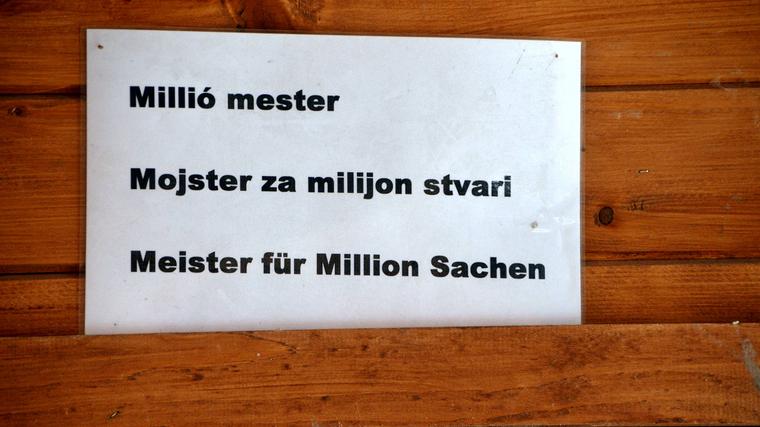 Millió mester
Mojster za milijon stvari
Meister für Million Sachen